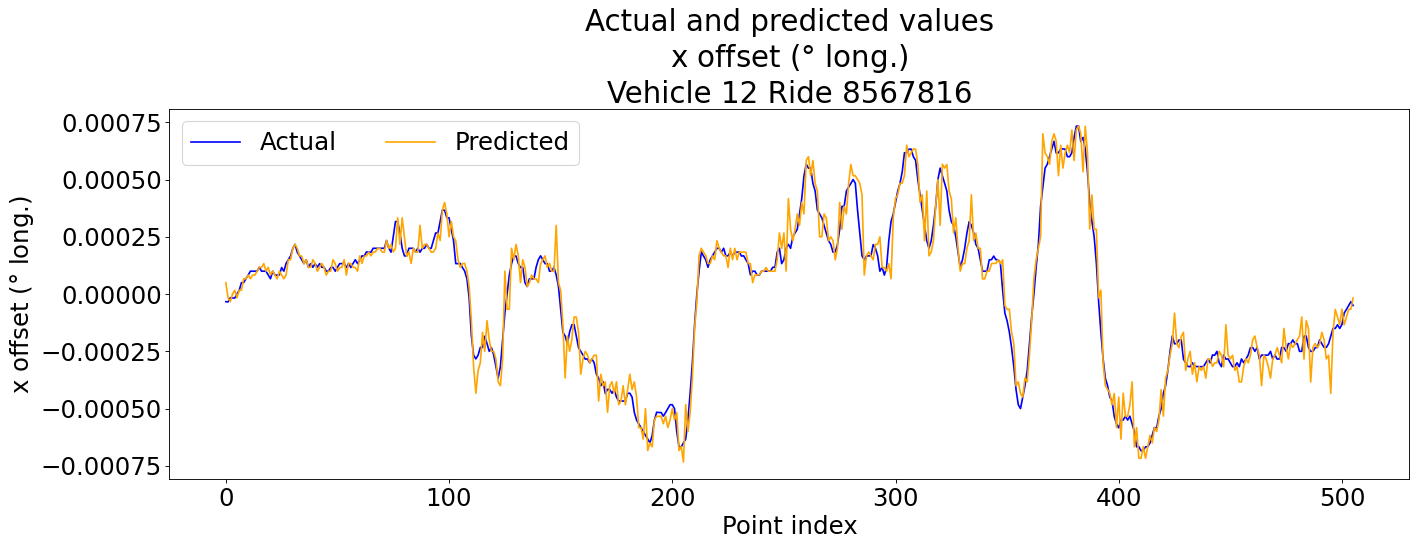 Actual and predicted values
x offset (° long.)
Vehicle 12 Ride 8567816
Actual Predicted
0.00075
0.00050
0.00025
0.00000
−0.00025
−0.00050
−0.00075
x offset (° long.)
0 100 200 300 400 500
Point index